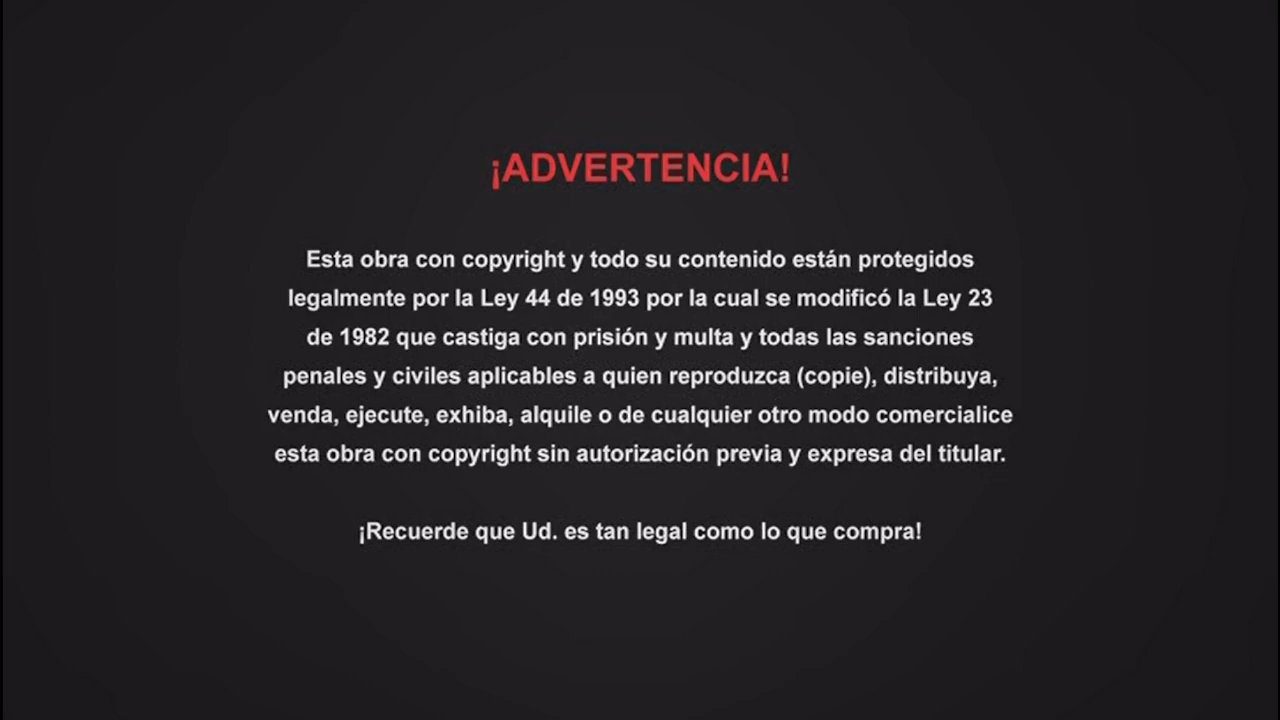 ¡ADVERTENCIA!
Esta obra con copyright y todo su contenido están protegidos
legalmente por la Ley 44 de 1993 por la cual se modificó la Ley 23
de 1982 que castiga con prisión y multa y todas las sanciones
penales y civiles aplicables a quien reproduzca (copie), distribuya,
venda, ejecute, exhiba, alquile o de cualquier otro modo comercialice
esta obra con copyright sin autorización previa y expresa del titular.
¡Recuerde que Ud. es tan legal como lo que compra!